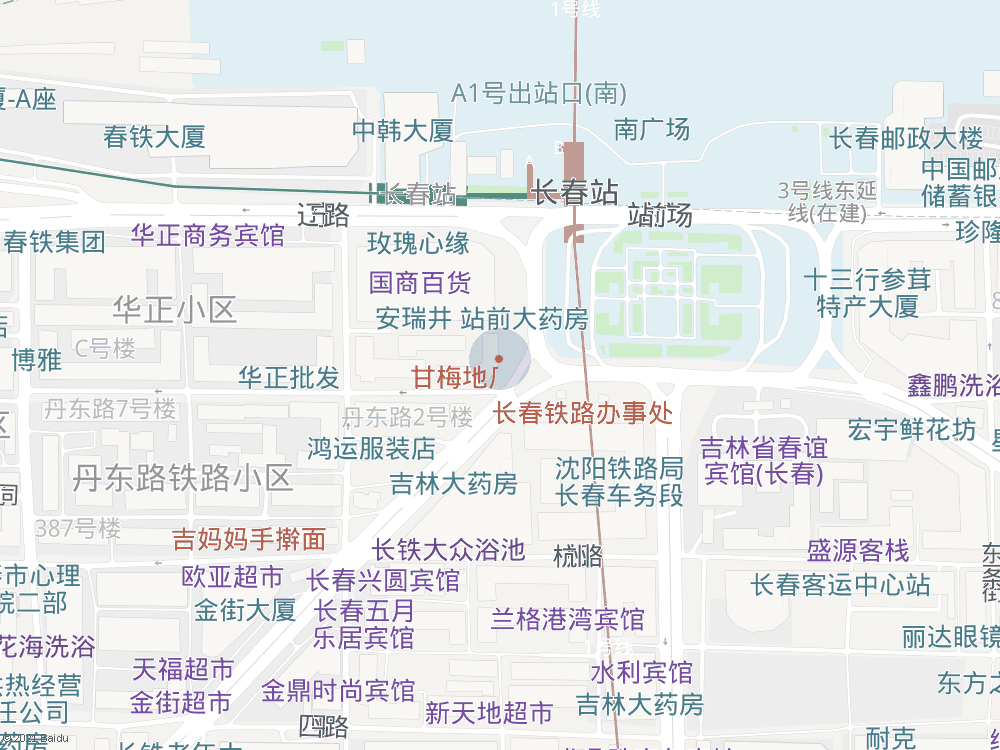 1号线
A1号出站口(南)
厦-A座
春铁大厦
中韩大厦
南广场
长春邮政大楼
中国邮
储蓄银
长春站
长春站
3号线东延
线(在建)
辽路
站前广场
春铁集团
华正商务宾馆
玫瑰心缘
珍隆
国商百货
十三行参茸
特产大厦
华正小区
安瑞井
站前大药房
8
店
C号楼
博雅
华正批发
甘梅地
鑫鹏洗浴
丹东路7号楼
丹东路2号楼
长春铁路办事处
区
宏宇鲜花坊
鸿运服装店
吉林省春谊
宾馆(长春)
沈阳铁路局
长春车务段
丹东路铁路小区
吉林大药房
387号楼
吉妈妈手擀面
长铁大众浴池
盛源客栈
市心理
院二部
欧亚超市
长春兴圆宾馆
长春客运中心站
金街大厦
长春五月
乐居宾馆
兰格港湾宾馆
花海洗浴
1号线
丽达眼镜
天福超市
水利宾馆
供热经营
任公司
金鼎时尚宾馆
东方之
金街超市
新天地超市
吉林大药房
四路
药房
耐克
© 2021 Baidu